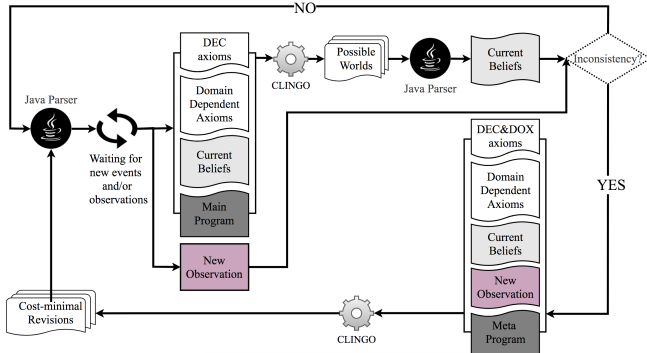 NO
DEC
axioms
Domain
Dependent
Axioms
Current
Beliefs
Main
Program
New
Observation
Java Parser
Waiting for
new events
and/or
observations
CLINGO
Possible
Worlds
Java Parser
Current
Beliefs
Inconsistency?
YES
DEC&DOX
axioms
Domain
Dependent
Axioms
Current
Beliefs
New
Observation
Meta
Program
CLINGO
Cost-minimal
Revisions